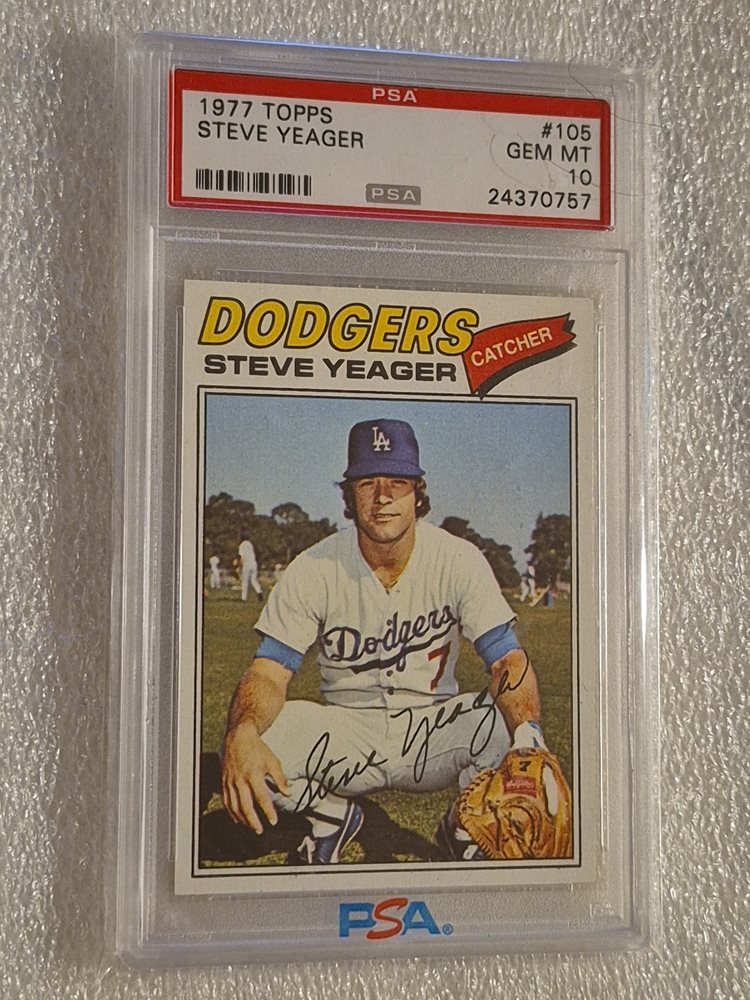 PSA
1977 TOPPS
#105
STEVE YEAGER
GEM MT
10
PSA
24370757
DODGERS
STEVE YEAGER
CATCHER
LA
Dodgers
7
Steve Yeager
7
PSA®